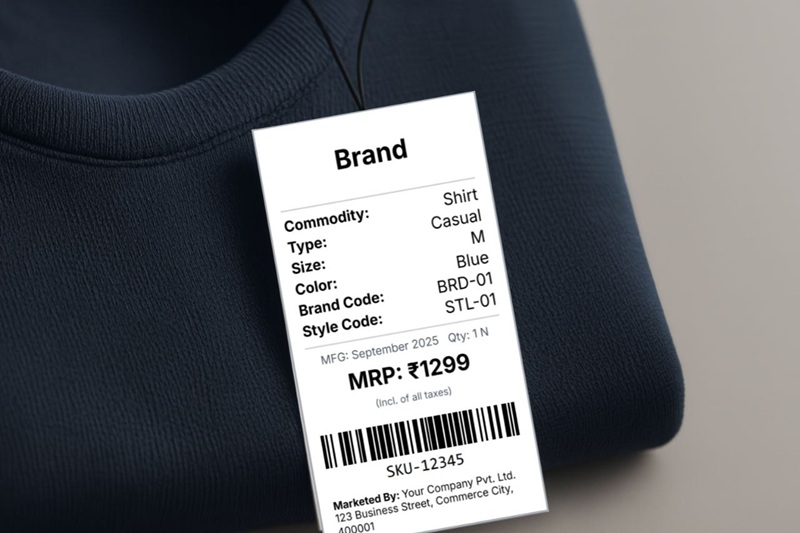 Brand
Commodity: Shirt
Type: Casual
Size: M
Color: Blue
Brand Code: BRD-01
Style Code: STL-01
MFG: September 2025 Qty: 1 N
MRP: ₹1299
(Incl. of all taxes)
SKU-12345
Marketed By: Your Company Pvt. Ltd.
123 Business Street, Commerce City,
400001